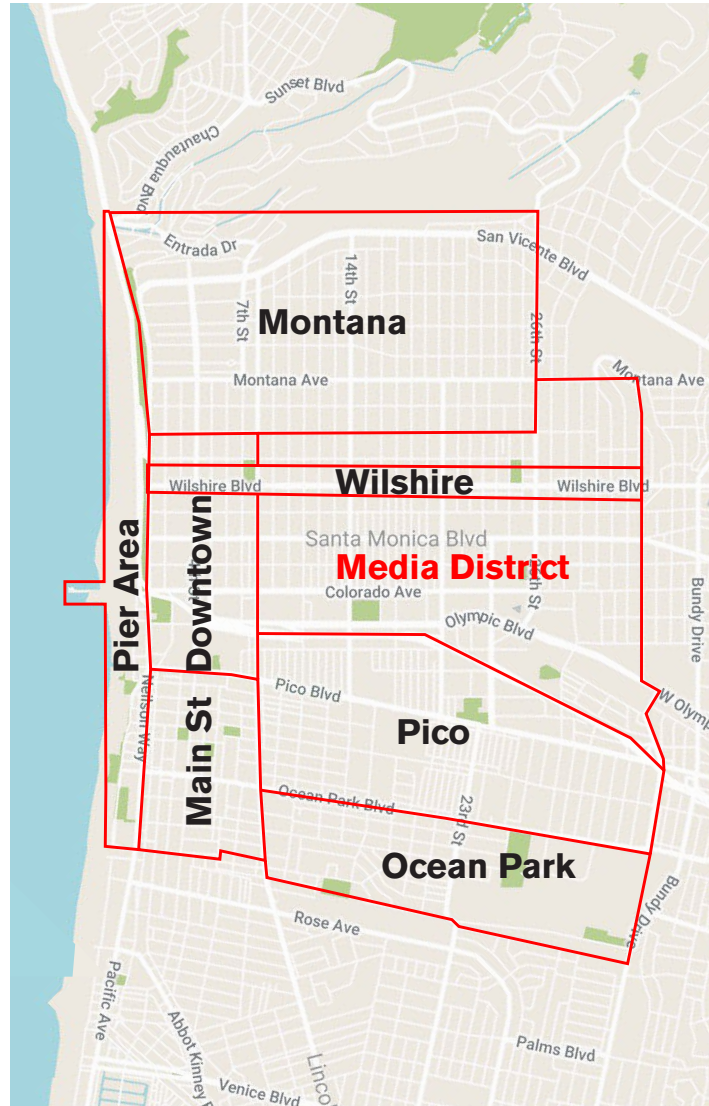 Sunset Blvd
Chautauqua Blvd
Entrada Dr
San Vicente Blvd
14th St
7th St
Montana
26th St
Montana Ave
Montana Ave
Wilshire Blvd
Wilshire
Wilshire Blvd
Santa Monica Blvd
Media District
Pier Area
Downtown
Colorado Ave
Olympic Blvd
Bundy Drive
Neilson Way
Main St
Pico Blvd
Pico
W Olymp
Ocean Park Blvd
23rd St
Ocean Park
Bundy Drive
Rose Ave
Pacific Ave
Abbot Kinney
Linco
Palms Blvd
Venice Blvd